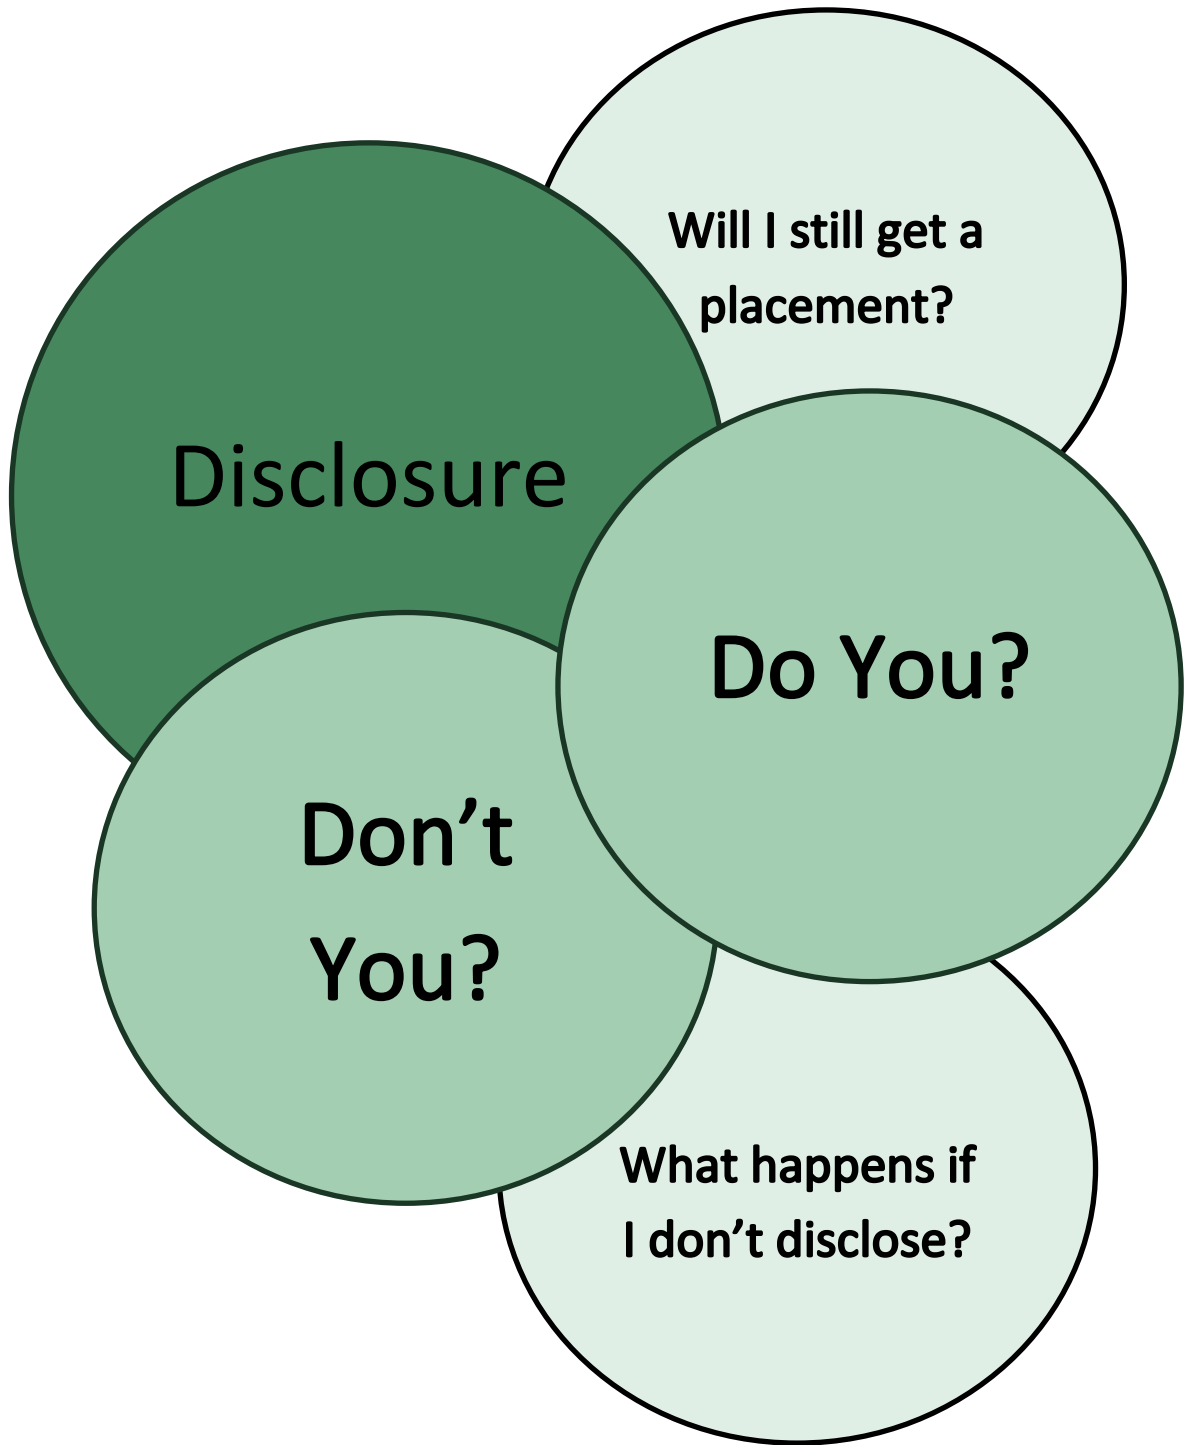 Will I still get a
placement?
Disclosure
Do You?
Don’t
You?
What happens if
I don’t disclose?